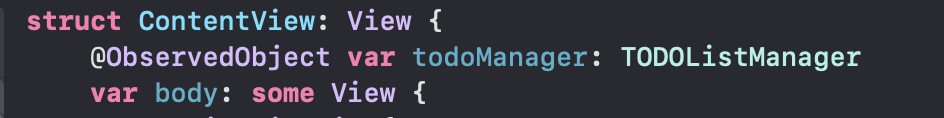 struct ContentView: View {
@ObservedObject var todoManager: TODOListManager
var body: some View {